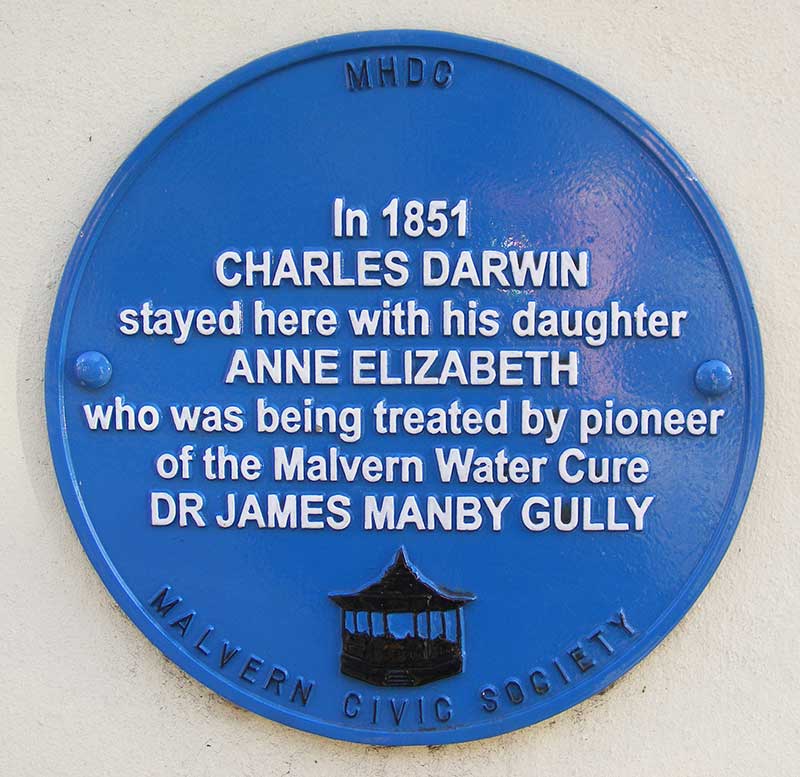 MHDC
In 1851
CHARLES DARWIN
stayed here with his daughter
ANNE ELIZABETH
who was being treated by pioneer
of the Malvern Water Cure
DR JAMES MANBY GULLY
MALVERN CIVIC SOCIETY